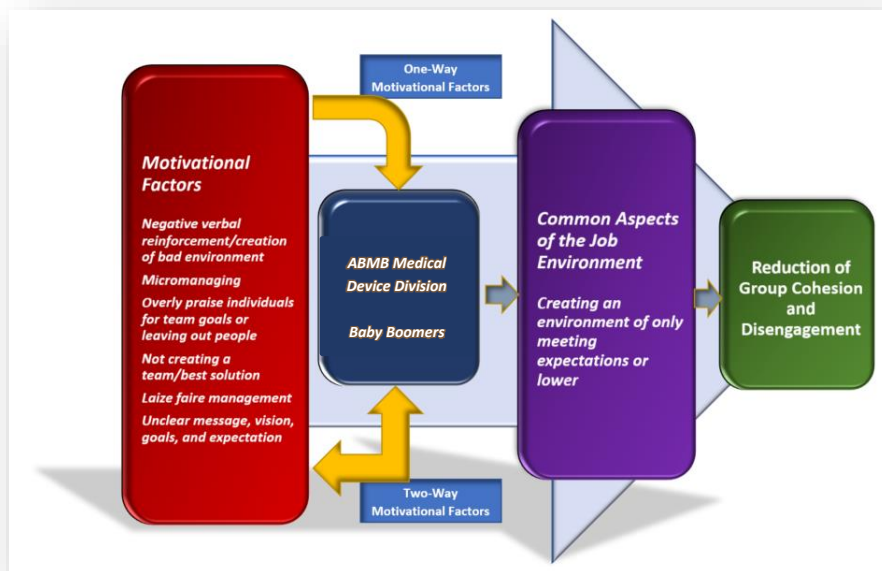 One-Way
Motivational Factors
Motivational
Factors
Negative verbal
reinforcement/creation
of bad environment
Micromanaging
Overly praise individuals
for team goals or
leaving out people
Not creating a
team/best solution
Laize faire management
Unclear message, vision,
goals, and expectation
ABMB Medical
Device Division
Baby Boomers
Two-Way
Motivational Factors
Common Aspects
of the Job
Environment
Creating an
environment of only
meeting
expectations or
lower
Reduction of
Group Cohesion
and
Disengagement